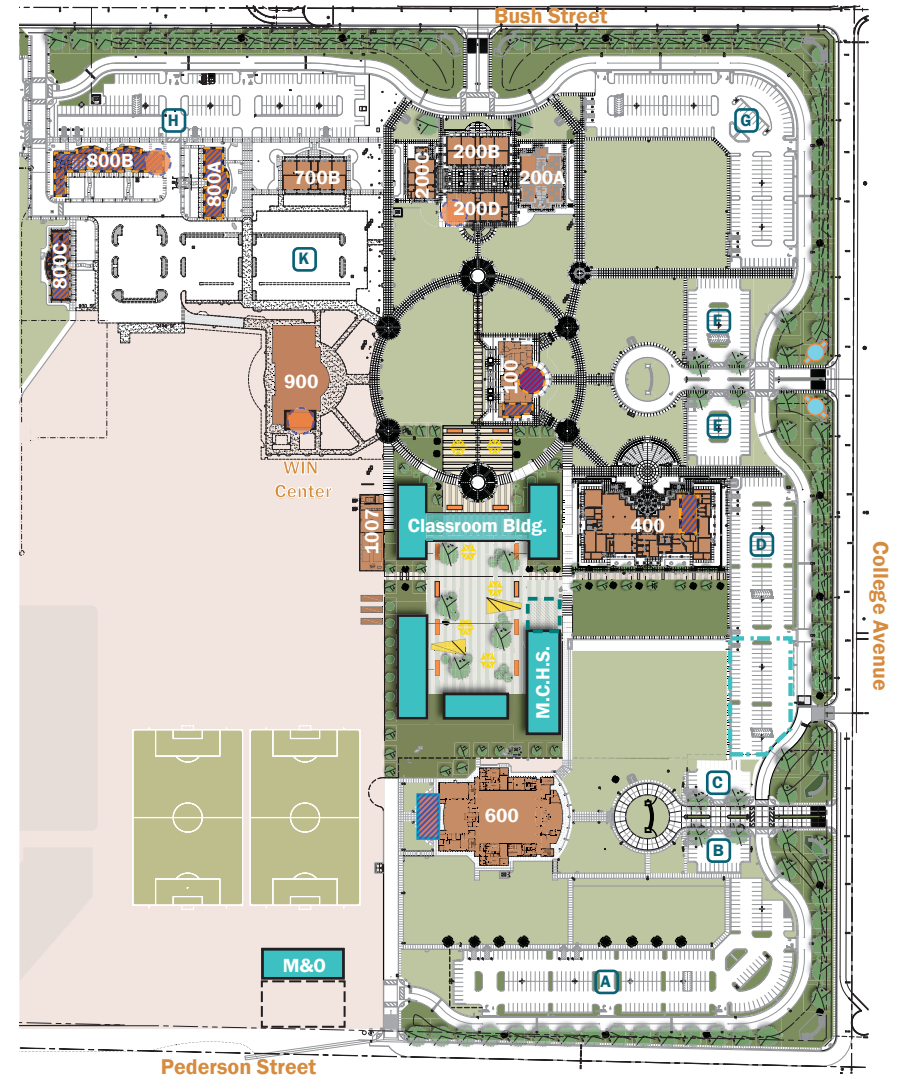 Bush Street
H
G
800B
800A
700B
200C
200B
200A
200D
800C
K
E
100
900
E
WIN
Center
1007
Classroom Bldg.
400
D
College Avenue
M.C.H.S.
C
600
B
M&O
A
Pederson Street